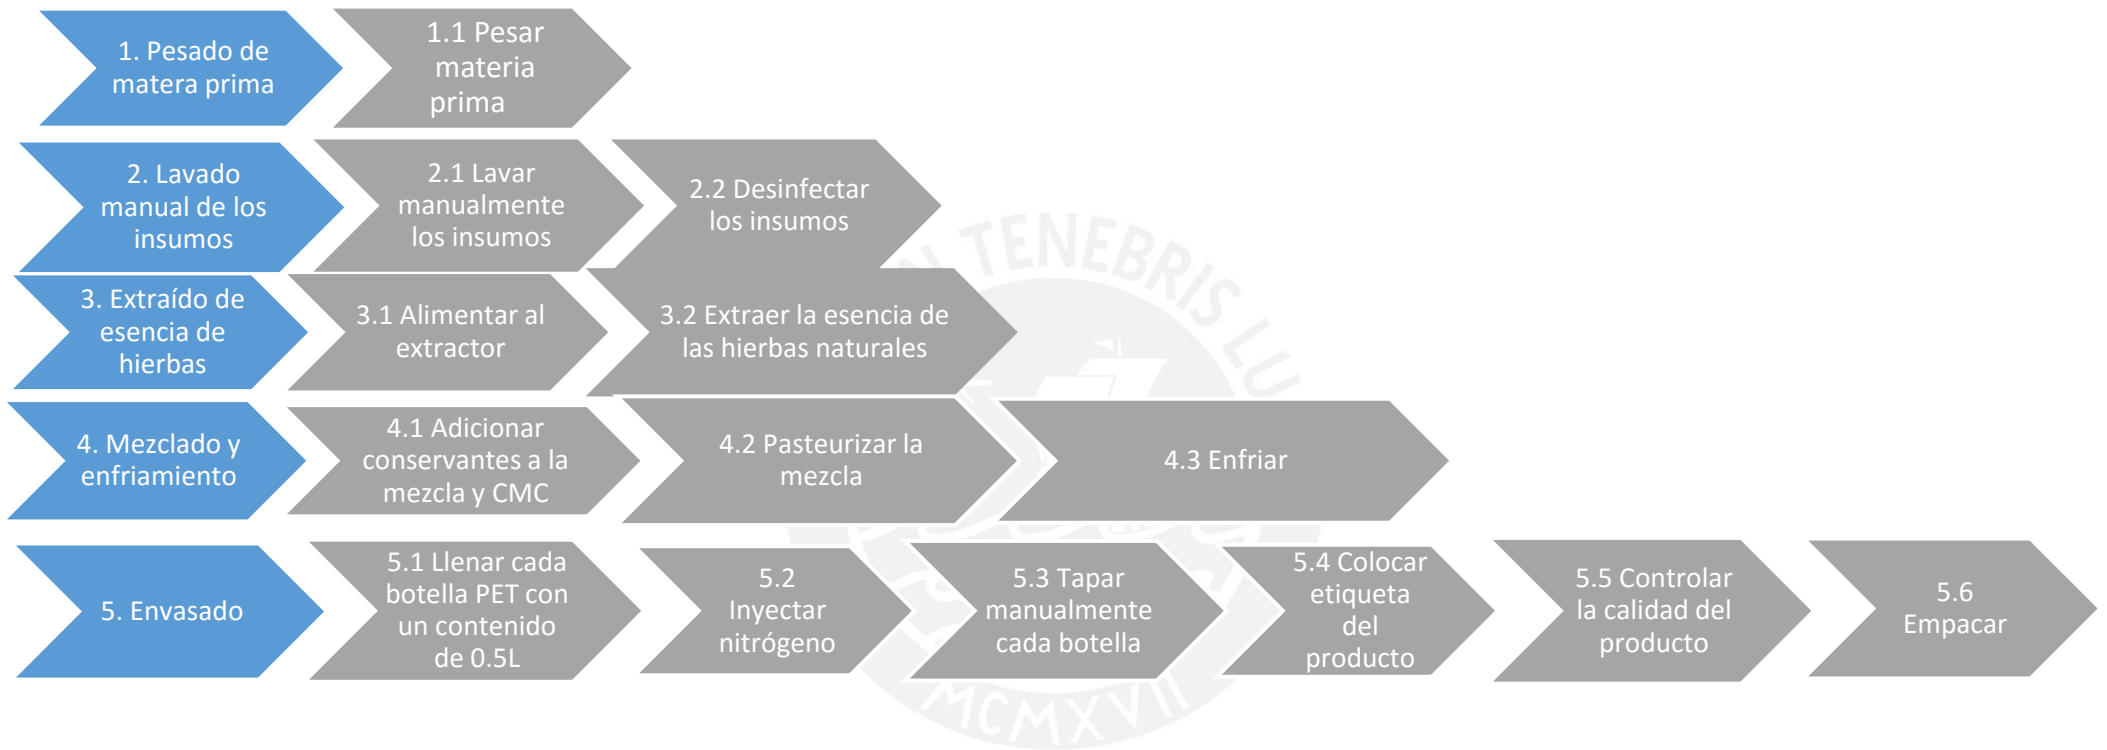 1. Pesado de
matera prima
1.1 Pesar
materia
prima
2. Lavado
manual de los
insumos
2.1 Lavar
manualmente
los insumos
2.2 Desinfectar
los insumos
3. Extraído de
esencia de
hierbas
3.1 Alimentar al
extractor
3.2 Extraer la esencia de
las hierbas naturales
4. Mezclado y
enfriamiento
4.1 Adicionar
conservantes a la
mezcla y CMC
4.2 Pasteurizar la
mezcla
4.3 Enfriar
5. Envasado
5.1 Llenar cada
botella PET con
un contenido
de 0.5L
5.2
Inyectar
nitrógeno
5.3 Tapar
manualmente
cada botella
5.4 Colocar
etiqueta
del
producto
5.5 Controlar
la calidad del
producto
5.6
Empacar
TENEBRIS
MCMXVII